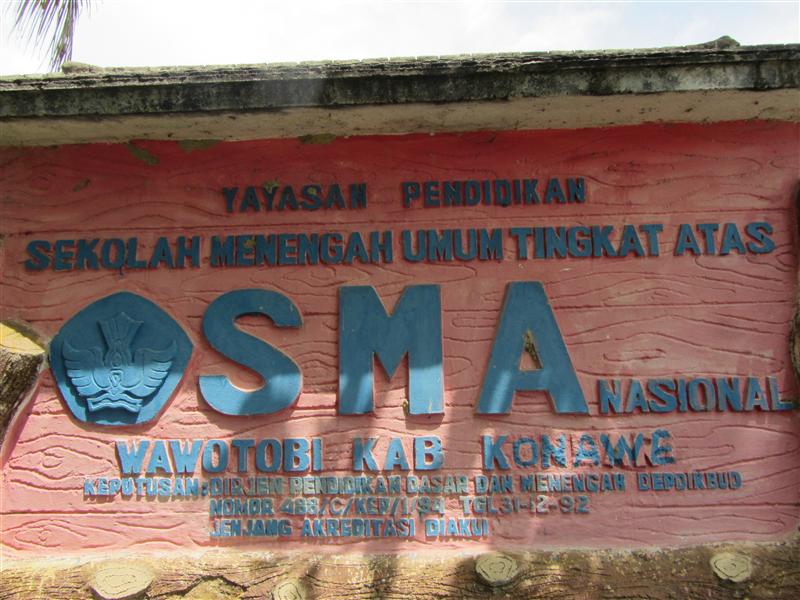 YAYASAN PENDIDIKAN
SEKOLAH MENENGAH UMUM TINGKAT ATAS
SMA NASIONAL
WAWOTOBI KAB KONAWE
KEPUTUSAN: DIRJEN PENDIDIKAN DASAR DAN MENENGAH DEPDIKBUD
NOMOR 488/C/KEP/I/94 TGL 31-12-92
JENJANG AKREDITASI DIAKUI